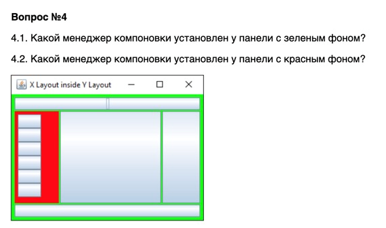 Вопрос №4
4.1. Какой менеджер компоновки установлен у панели с зеленым фоном?
4.2. Какой менеджер компоновки установлен у панели с красным фоном?
X Layout inside Y Layout